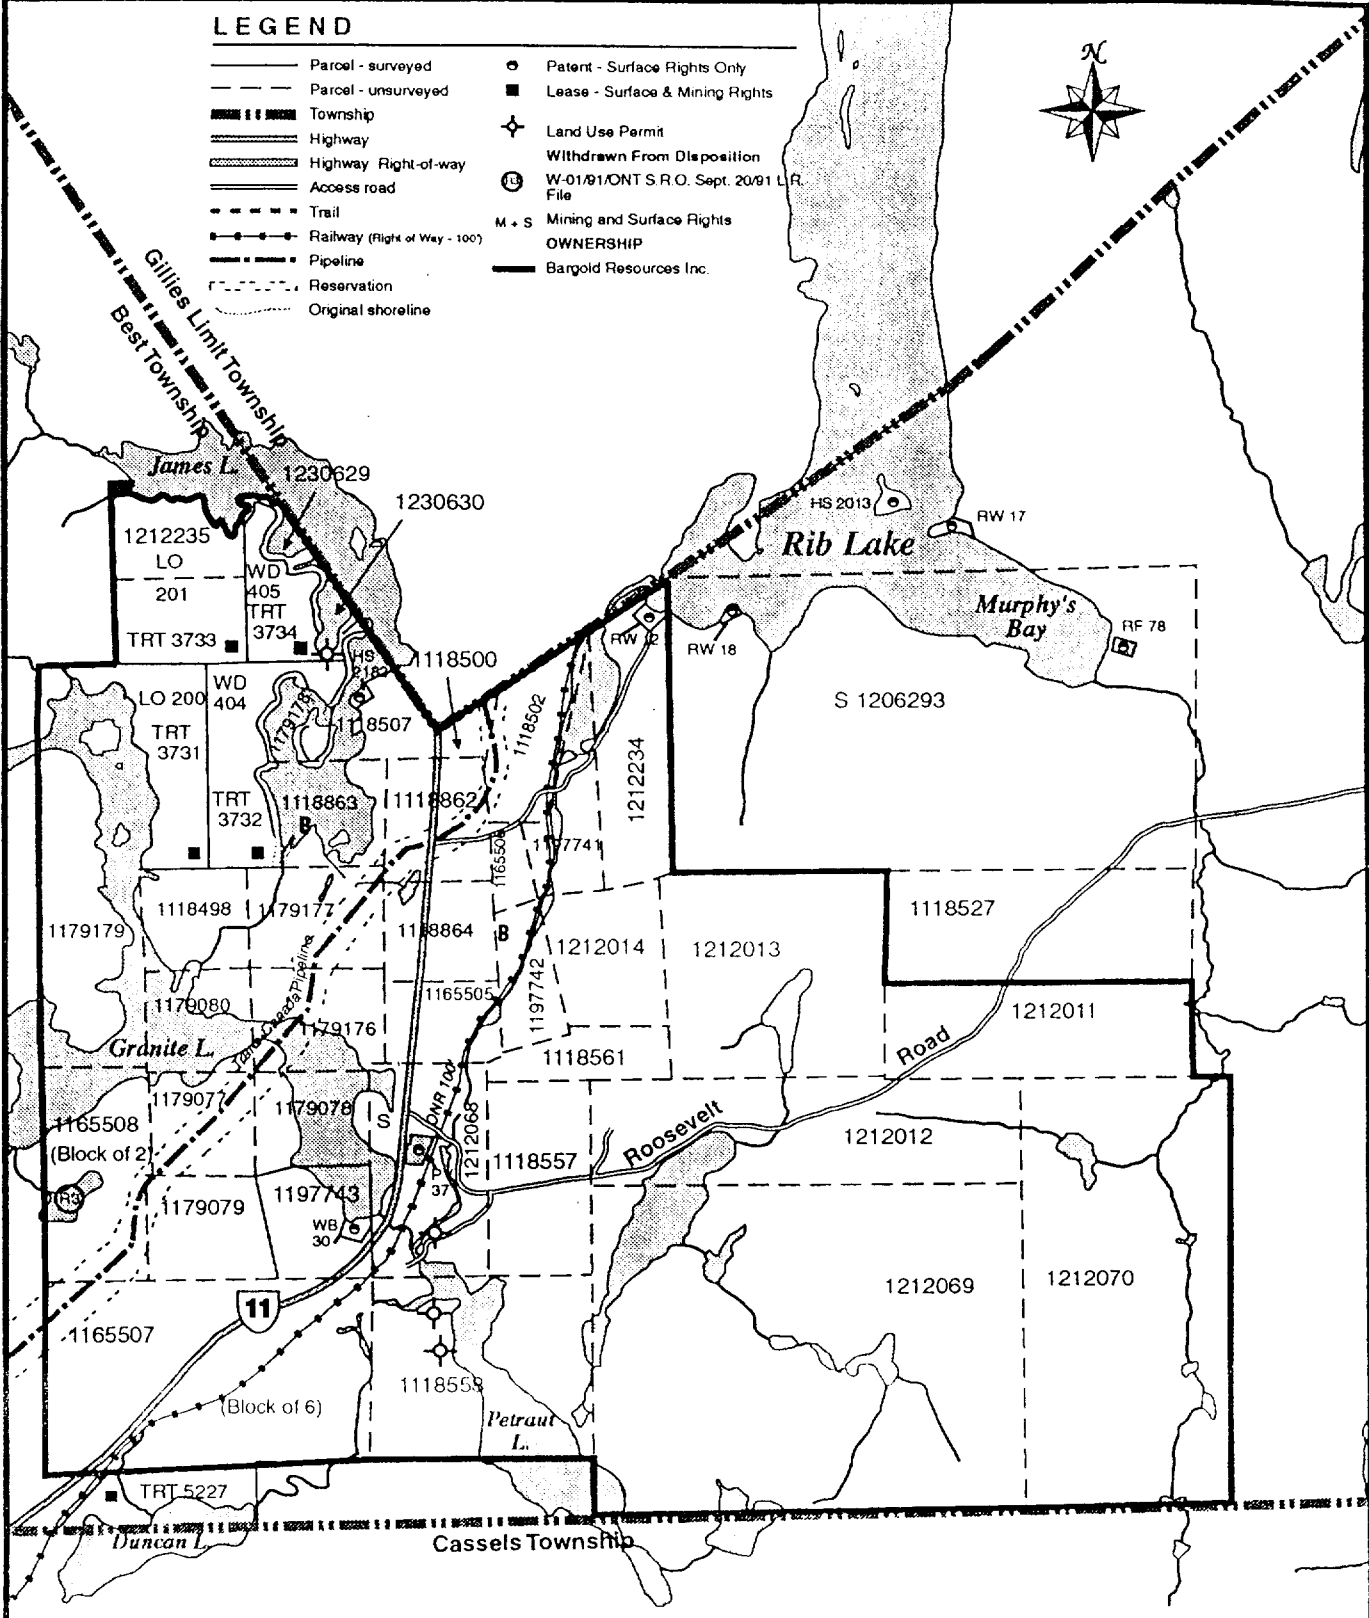 LEGEND
Parcel - surveyed
Parcel - unsurveyed
Township
Highway
Highway Right-of-way
Access road
Trail
Railway (Right of Way - 100')
Pipeline
Reservation
Original shoreline
Patent - Surface Rights Only
Lease - Surface & Mining Rights
Land Use Permit
Withdrawn From Disposition
W-01/91/ONT S.R.O. Sept. 20/91 L.R.
File
M + S Mining and Surface Rights
OWNERSHIP
Bargold Resources Inc.
N
Gillies Limit Township
Best Township
James L.
1230629
1230630
1212235
LO
201
WD
405
TRT
3734
TRT 3733
HS 2013
RW 17
Rib Lake
Murphy's
Bay
RF 78
RW 12
RW 18
HS
2182
1118500
LO 200
WD
404
TRT
3731
1118507
1118502
1212234
S 1206293
TRT
3732
1118863
B
1118862
1197741
1179179
1118498
1179177
1118864
B
1212014
1212013
1118527
1179080
Trans-Canada Pipeline
1179176
1165505
1197742
1212011
Granite L.
1118561
Road
1179077
1179078
S
ONR 100'
1212068
1165508
(Block of 2)
Roosevelt
1212012
1118557
P
37
1179079
1197743
WB
30
1212069
1212070
11
1165507
(Block of 6)
1118558
Petraut
L.
TRT 5227
Duncan L.
Cassels Township